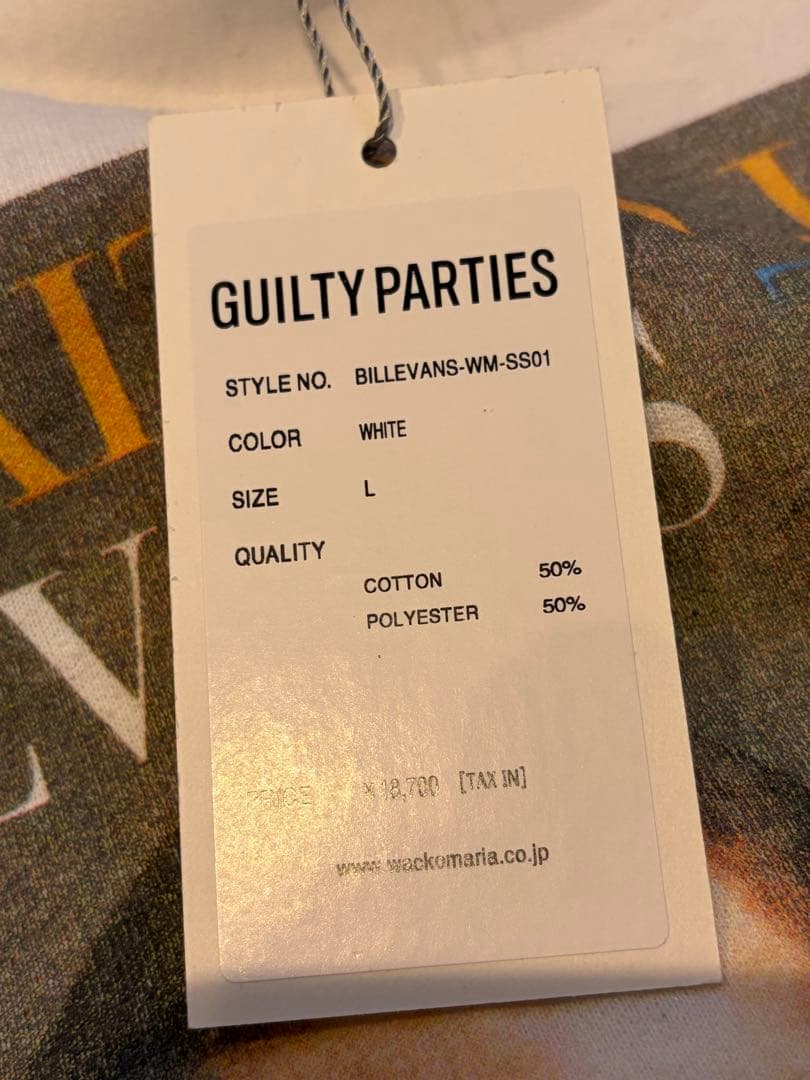 GUILTY PARTIES
STYLE NO. BILLEVANS-WM-SS01
COLOR WHITE
SIZE L
QUALITY
COTTON 50%
POLYESTER 50%
PRICE ¥18,700 [TAX IN]
www.wackomaria.co.jp